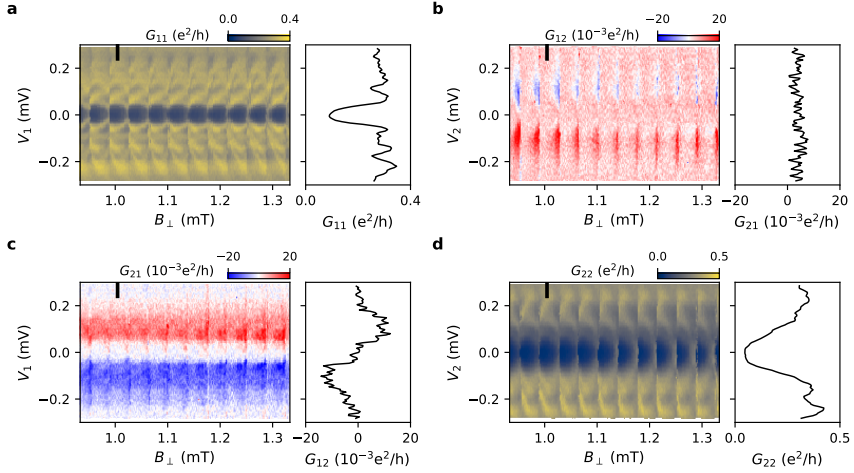 a
G₁₁ (e²/h)
0.0 0.4
V₁ (mV)
0.2
0.0
−0.2
1.0 1.1 1.2 1.3
B⊥ (mT)
0.0 0.4
G₁₁ (e²/h)
b
G₁₂ (10⁻³e²/h)
−20 20
V₂ (mV)
0.2
0.0
−0.2
1.0 1.1 1.2 1.3
B⊥ (mT)
−20 0 20
G₂₁ (10⁻³e²/h)
c
G₂₁ (10⁻³e²/h)
−20 20
V₁ (mV)
0.2
0.0
−0.2
1.0 1.1 1.2 1.3
B⊥ (mT)
−20 0 20
G₁₂ (10⁻³e²/h)
d
G₂₂ (e²/h)
0.0 0.5
V₂ (mV)
0.2
0.0
−0.2
1.0 1.1 1.2 1.3
B⊥ (mT)
0.0 0.5
G₂₂ (e²/h)